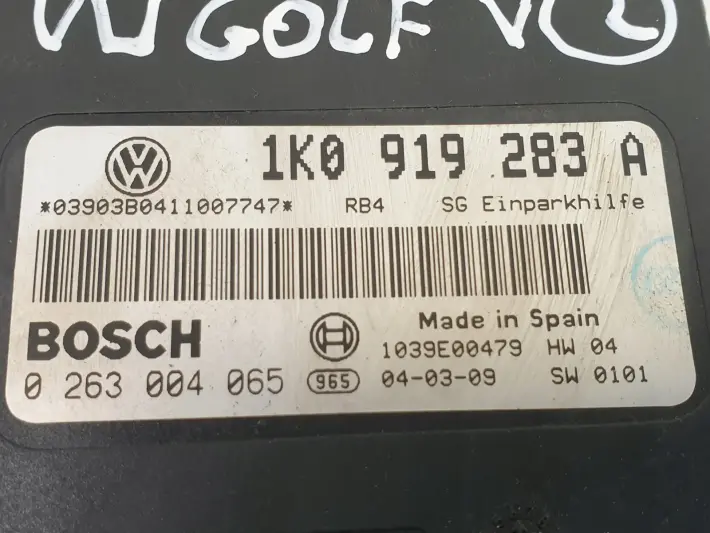 VW GOLF V L
1K0 919 283 A
*03903B0411007747* RB4 SG Einparkhilfe
BOSCH Made in Spain
1039E00479 HW 04
0 263 004 065 965 04-03-09 SW 0101